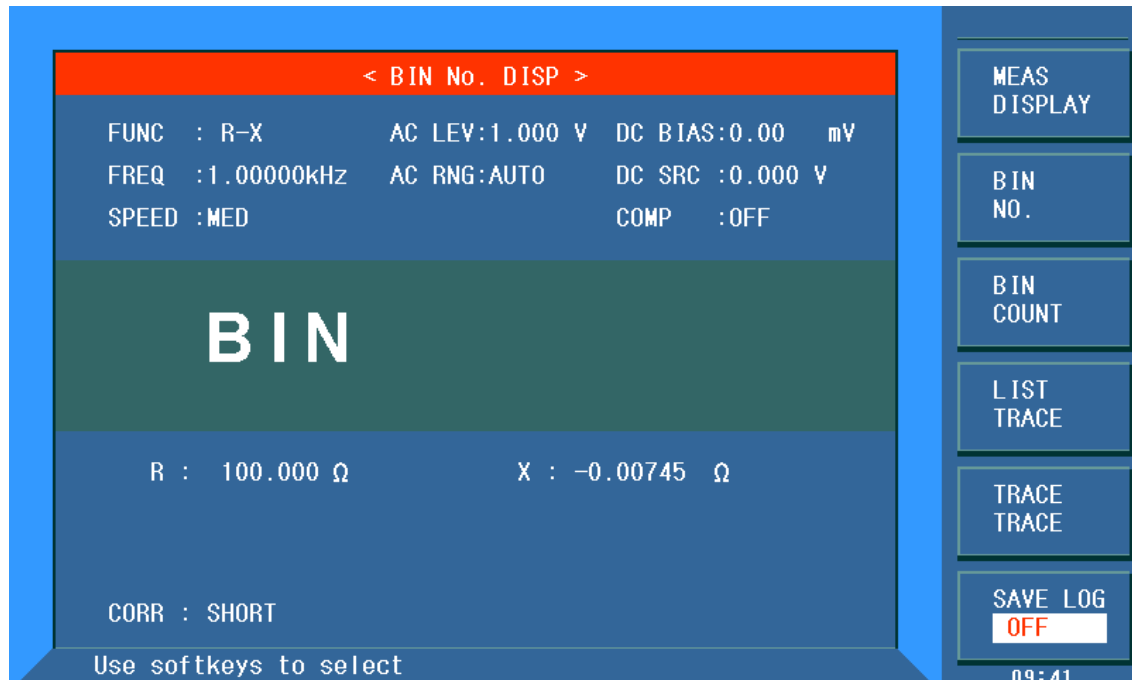 < BIN No. DISP >
FUNC : R-X AC LEV:1.000 V DC BIAS:0.00 mV
FREQ :1.00000kHz AC RNG:AUTO DC SRC :0.000 V
SPEED :MED COMP :OFF
BIN
R : 100.000 Ω X : -0.00745 Ω
CORR : SHORT
Use softkeys to select
MEAS
DISPLAY
BIN
NO.
BIN
COUNT
LIST
TRACE
TRACE
TRACE
SAVE LOG
OFF
09:41